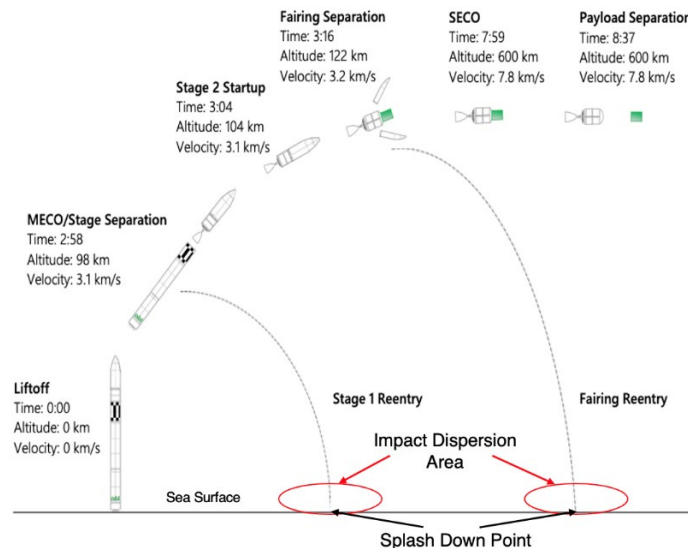 Fairing Separation
Time: 3:16
Altitude: 122 km
Velocity: 3.2 km/s
SECO
Time: 7:59
Altitude: 600 km
Velocity: 7.8 km/s
Payload Separation
Time: 8:37
Altitude: 600 km
Velocity: 7.8 km/s
Stage 2 Startup
Time: 3:04
Altitude: 104 km
Velocity: 3.1 km/s
MECO/Stage Separation
Time: 2:58
Altitude: 98 km
Velocity: 3.1 km/s
Liftoff
Time: 0:00
Altitude: 0 km
Velocity: 0 km/s
Stage 1 Reentry
Fairing Reentry
Impact Dispersion
Area
Sea Surface
Splash Down Point